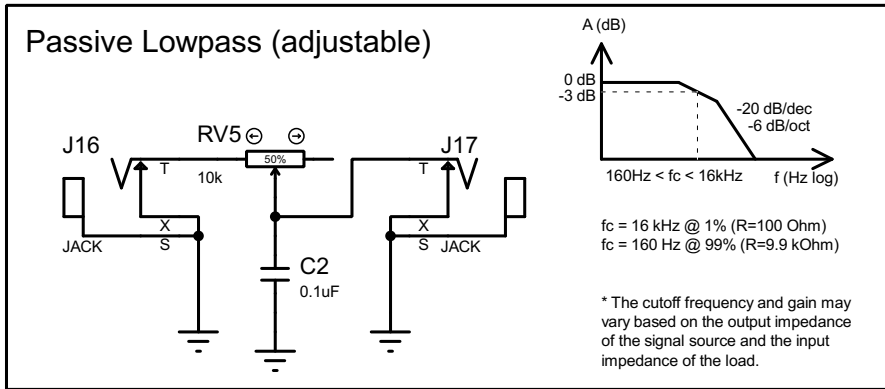 Passive Lowpass (adjustable)
A (dB)
0 dB
-3 dB
-20 dB/dec
-6 dB/oct
160Hz < fc < 16kHz
f (Hz log)
J16
RV5
J17
50%
T
10k
T
X
S
JACK
X
S
JACK
C2
0.1uF
fc = 16 kHz @ 1% (R=100 Ohm)
fc = 160 Hz @ 99% (R=9.9 kOhm)
* The cutoff frequency and gain may
vary based on the output impedance
of the signal source and the input
impedance of the load.